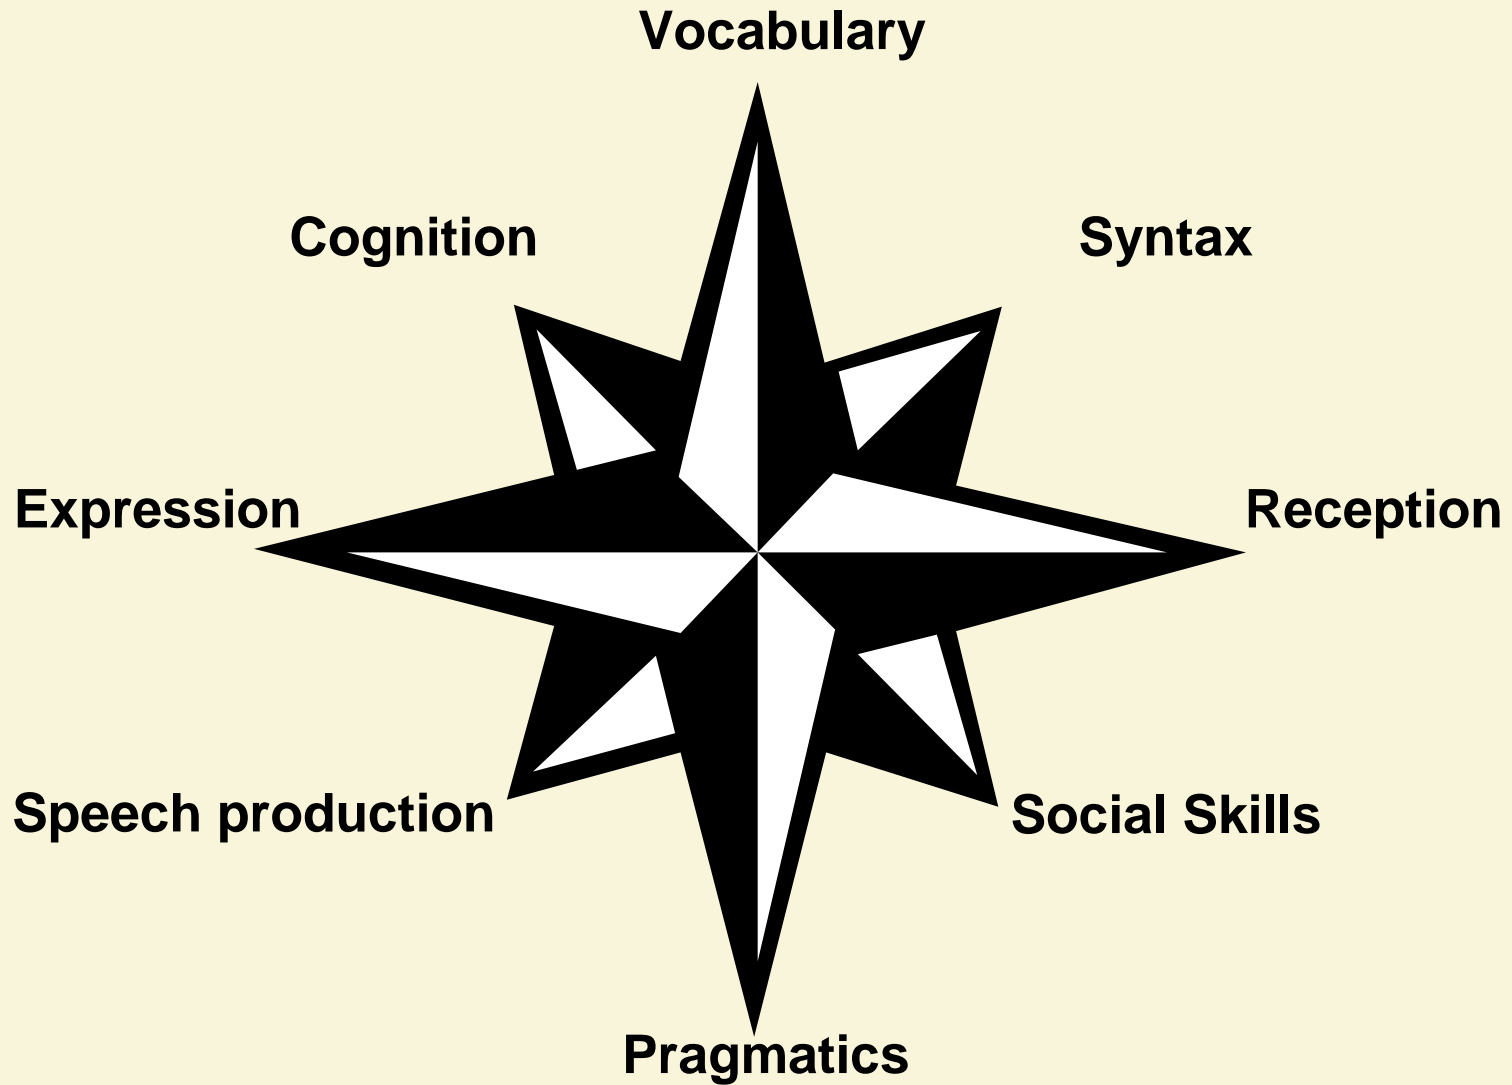 Vocabulary
Cognition
Syntax
Expression
Reception
Speech production
Social Skills
Pragmatics